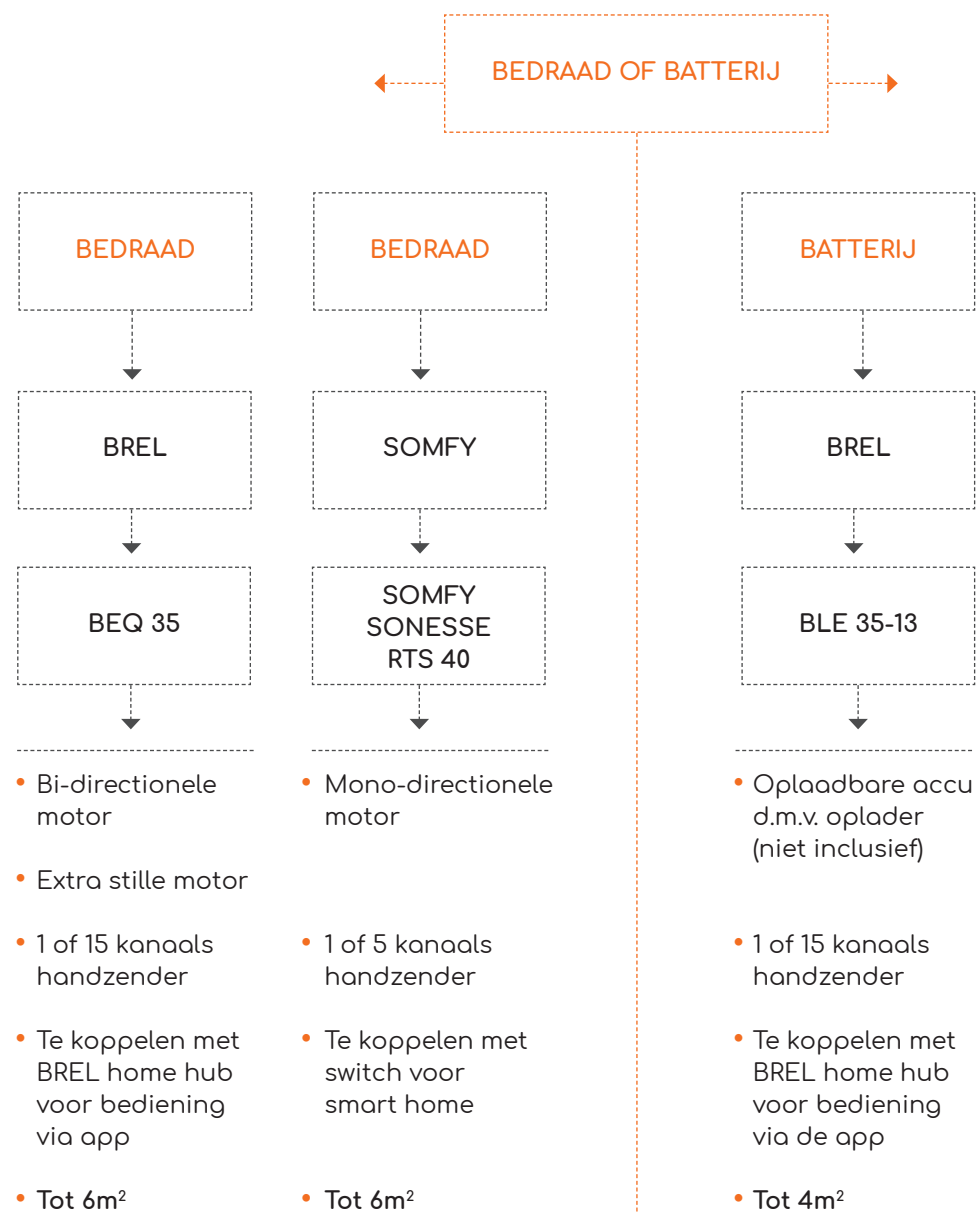 BEDRAAD OF BATTERIJ
BEDRAAD
BREL
BEQ 35
• Bi-directionele
motor
• Extra stille motor
• 1 of 15 kanaals
handzender
• Te koppelen met
BREL home hub
voor bediening
via app
• Tot 6m²
BEDRAAD
SOMFY
SOMFY
SONESSE
RTS 40
• Mono-directionele
motor
• 1 of 5 kanaals
handzender
• Te koppelen met
switch voor
smart home
• Tot 6m²
BATTERIJ
BREL
BLE 35-13
• Oplaadbare accu
d.m.v. oplader
(niet inclusief)
• 1 of 15 kanaals
handzender
• Te koppelen met
BREL home hub
voor bediening
via de app
• Tot 4m²